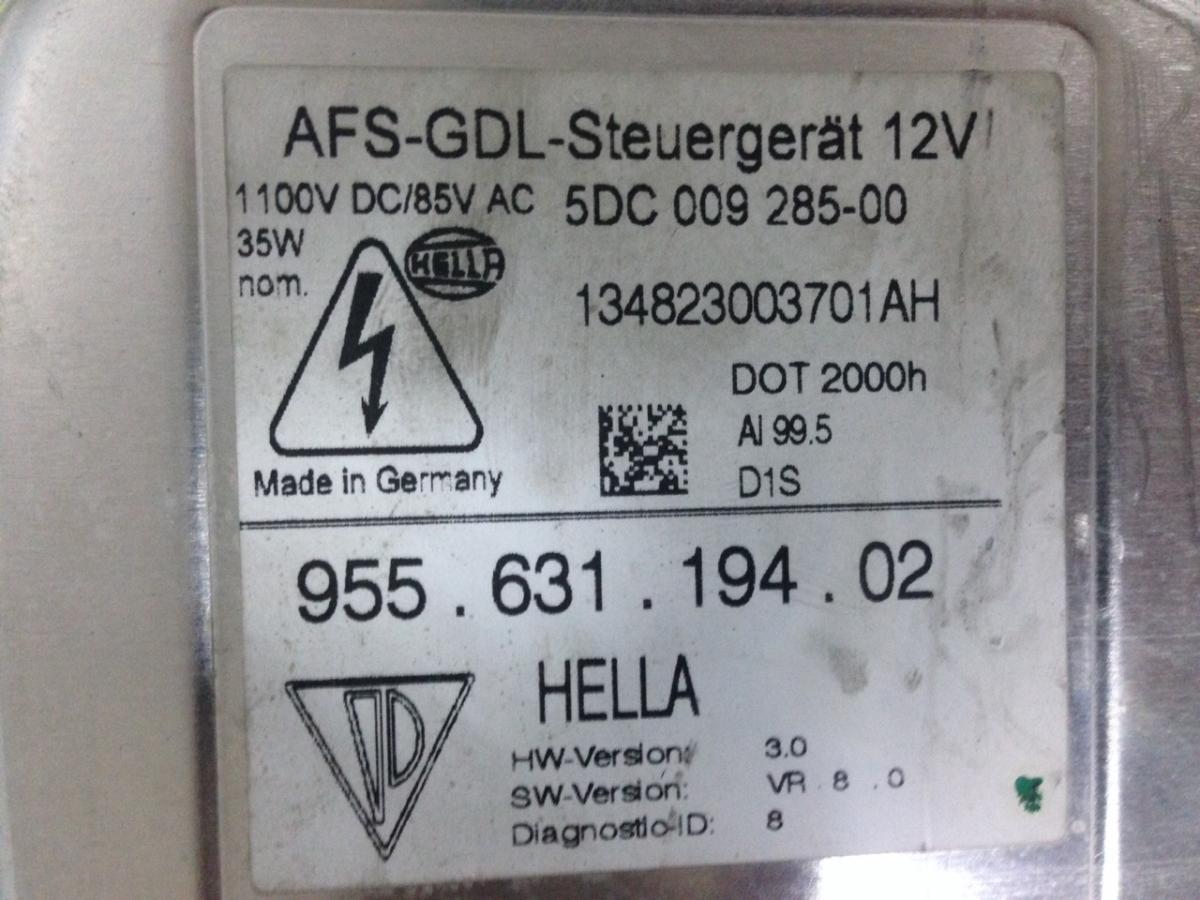 AFS-GDL-Steuergerät 12V
1100V DC/85V AC 5DC 009 285-00
35W
nom.
HELLA
134823003701AH
DOT 2000h
Al 99.5
D1S
Made in Germany
955 . 631 . 194 . 02
HELLA
HW-Version: 3.0
SW-Version: VR 8 .0
Diagnostic-ID: 8